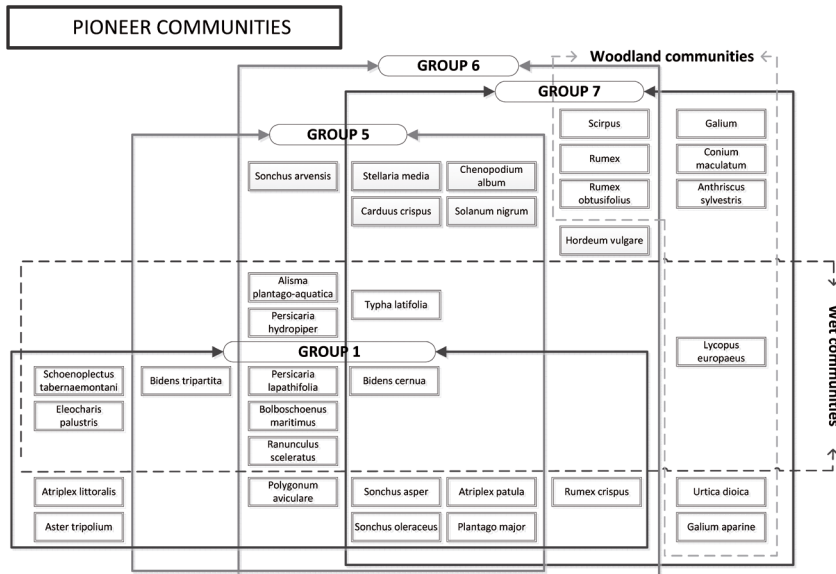 PIONEER COMMUNITIES
GROUP 6
Woodland communities
GROUP 7
GROUP 5
Scirpus
Galium
Sonchus arvensis
Stellaria media
Chenopodium
album
Rumex
Conium
maculatum
Carduus crispus
Solanum nigrum
Rumex
obtusifolius
Anthriscus
sylvestris
Hordeum vulgare
Alisma
plantago-aquatica
Typha latifolia
Persicaria
hydropiper
Wet communities
GROUP 1
Lycopus
europaeus
Schoenoplectus
tabernaemontani
Bidens tripartita
Persicaria
lapathifolia
Bidens cernua
Eleocharis
palustris
Bolboschoenus
maritimus
Ranunculus
sceleratus
Atriplex littoralis
Polygonum
aviculare
Sonchus asper
Atriplex patula
Rumex crispus
Urtica dioica
Aster tripolium
Sonchus oleraceus
Plantago major
Galium aparine